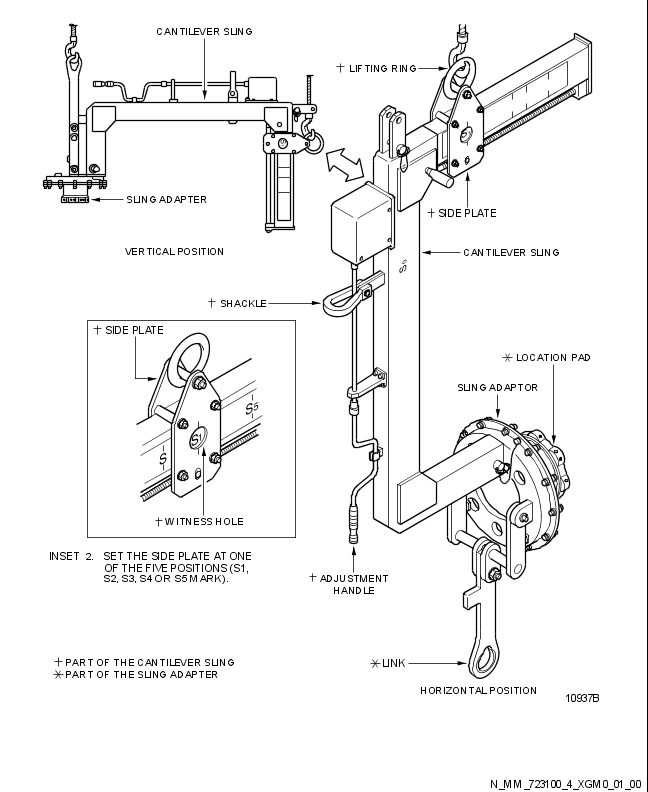 CANTILEVER SLING
† LIFTING RING
SLING ADAPTER
† SIDE PLATE
VERTICAL POSITION
CANTILEVER SLING
S
† SHACKLE
† SIDE PLATE
S1
S5
S
† WITNESS HOLE
✳ LOCATION PAD
SLING ADAPTOR
INSET 2. SET THE SIDE PLATE AT ONE
OF THE FIVE POSITIONS (S1,
S2, S3, S4 OR S5 MARK).
† ADJUSTMENT
HANDLE
† PART OF THE CANTILEVER SLING
✳ PART OF THE SLING ADAPTER
✳ LINK
HORIZONTAL POSITION
10937B
N_MM_723100_4_XGM0_01_00